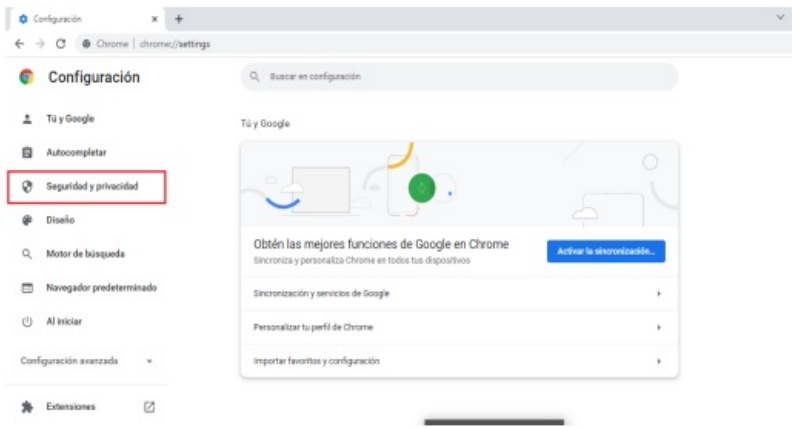 Configuración
Chrome | chrome://settings
Configuración
Buscar en configuración
Tú y Google
Autocompletar
Seguridad y privacidad
Diseño
Motor de búsqueda
Navegador predeterminado
Al iniciar
Configuración avanzada
Extensiones
Tú y Google
Obtén las mejores funciones de Google en Chrome
Sincroniza y personaliza Chrome en todos tus dispositivos
Activar la sincronización...
Sincronización y servicios de Google
Personalizar tu perfil de Chrome
Importar favoritos y configuración